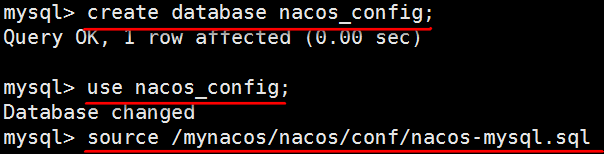 mysql> create database nacos_config;
Query OK, 1 row affected (0.00 sec)
mysql> use nacos_config;
Database changed
mysql> source /mynacos/nacos/conf/nacos-mysql.sql